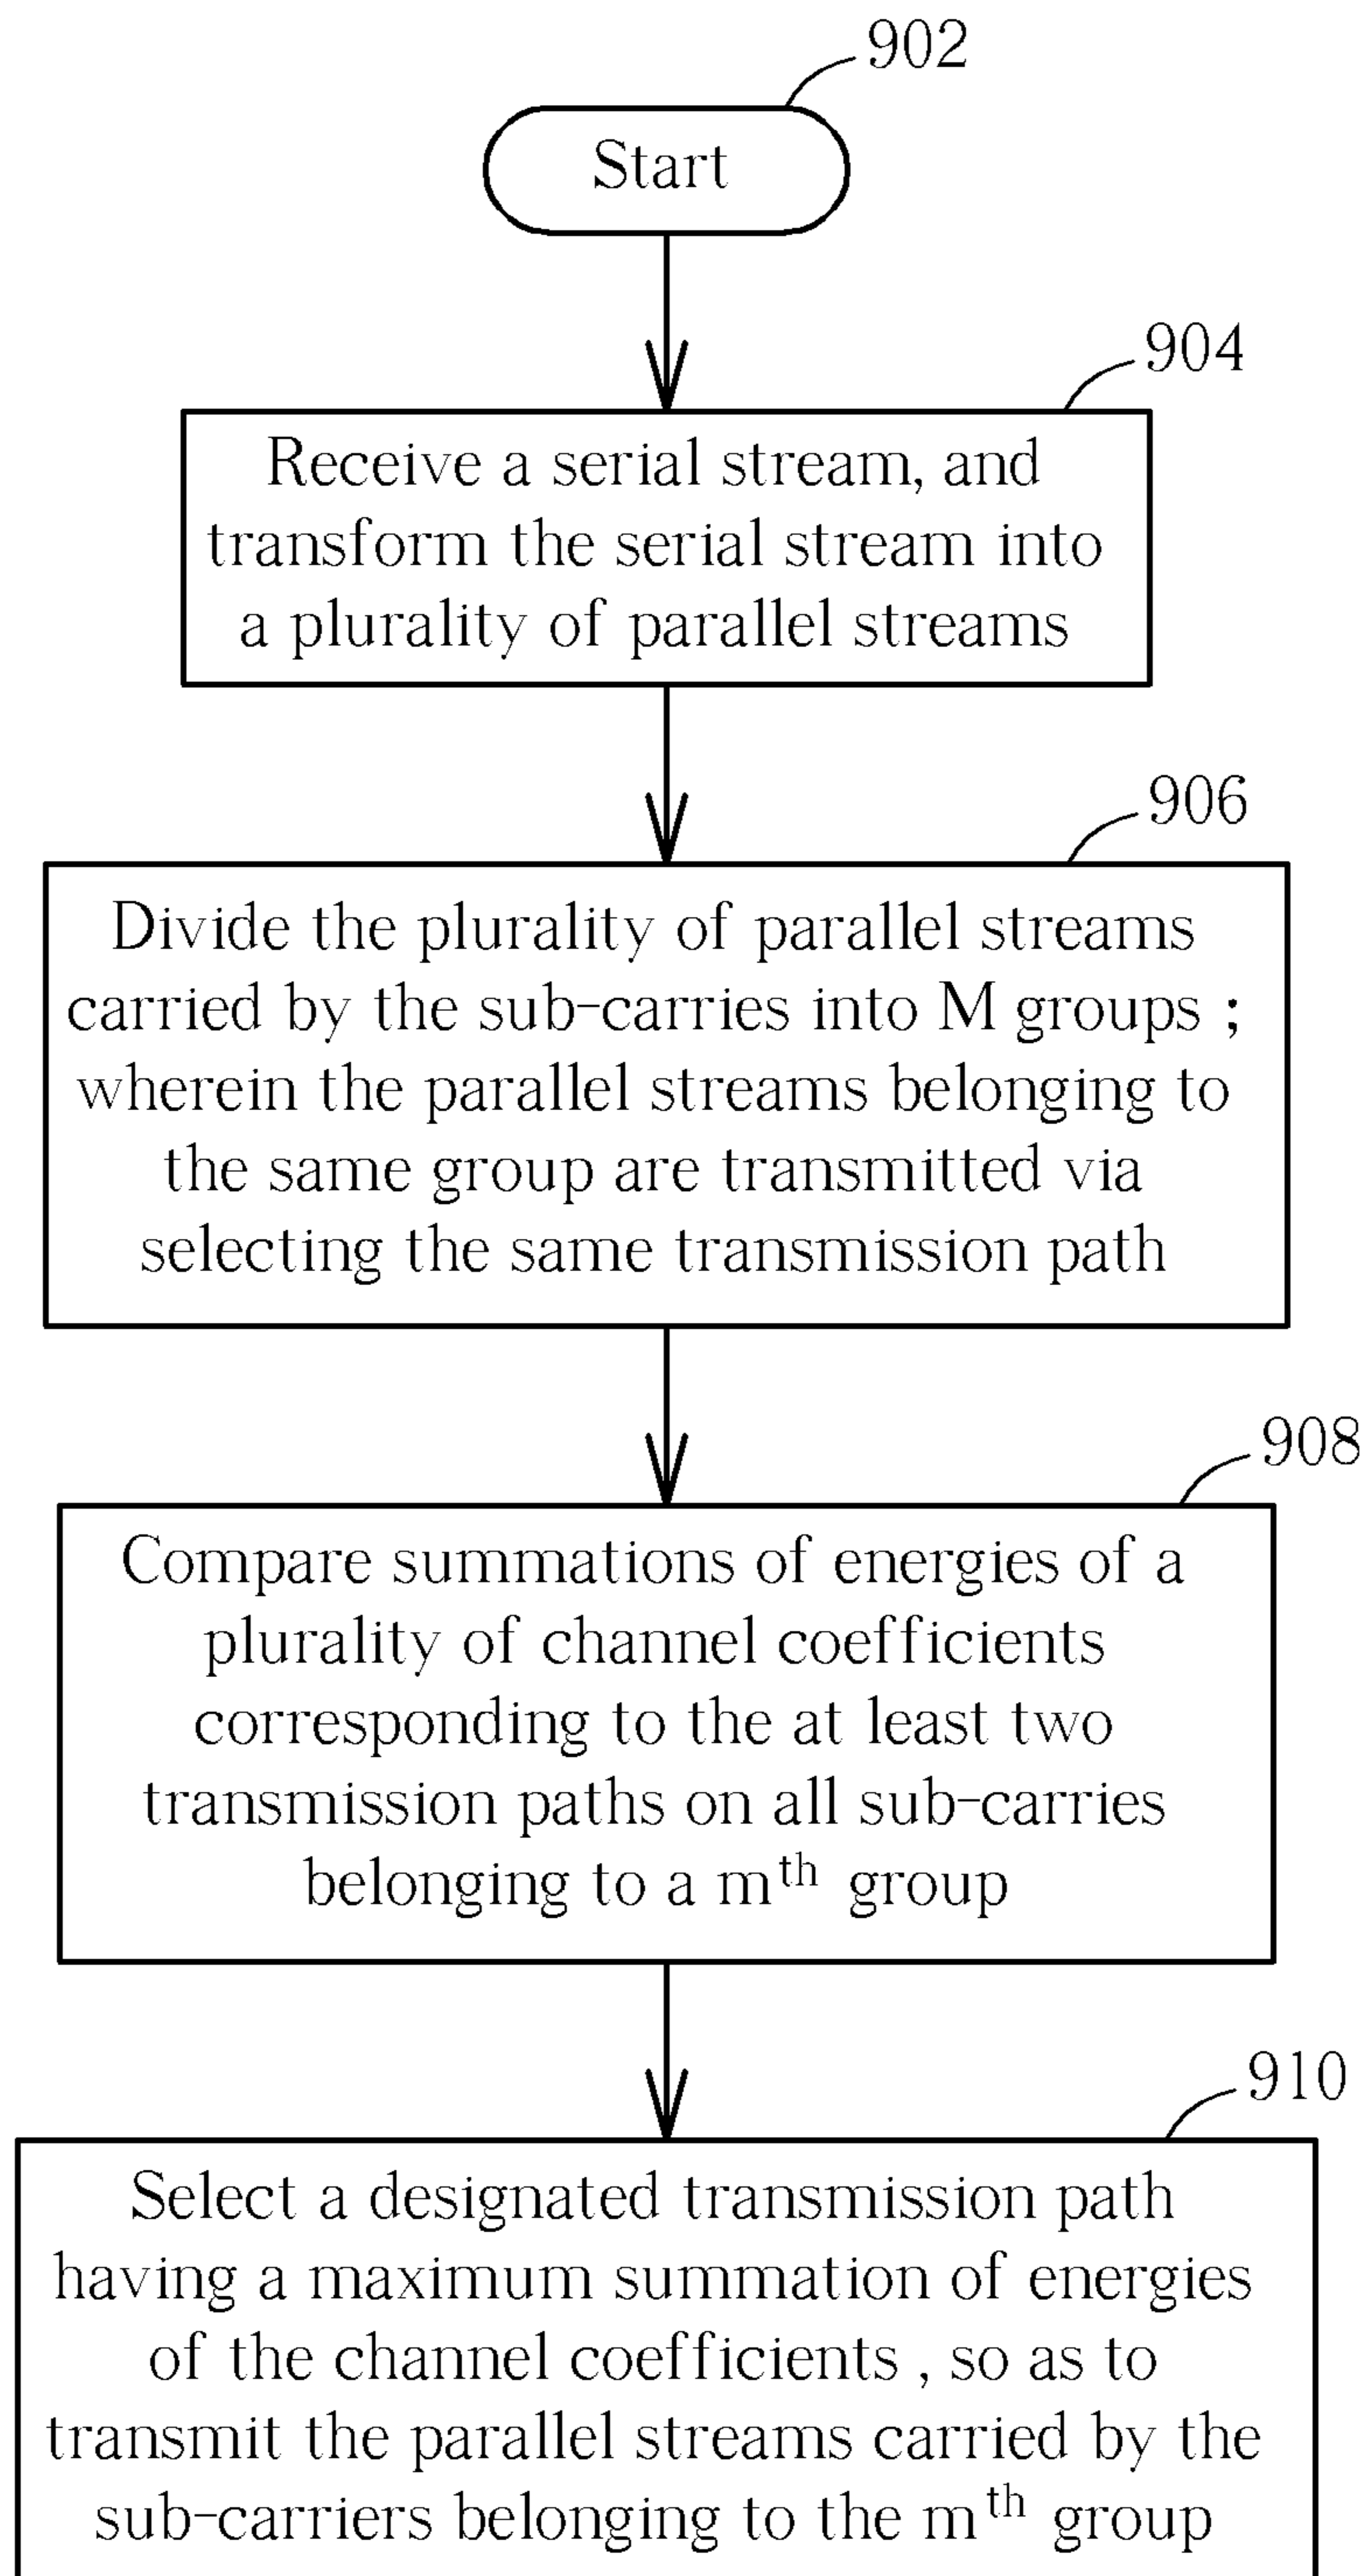 902
Start
904
Receive a serial stream, and
transform the serial stream into
a plurality of parallel streams
906
Divide the plurality of parallel streams
carried by the sub-carries into M groups ;
wherein the parallel streams belonging to
the same group are transmitted via
selecting the same transmission path
908
Compare summations of energies of a
plurality of channel coefficients
corresponding to the at least two
transmission paths on all sub-carries
belonging to a mᵗʰ group
910
Select a designated transmission path
having a maximum summation of energies
of the channel coefficients , so as to
transmit the parallel streams carried by the
sub-carriers belonging to the mᵗʰ group